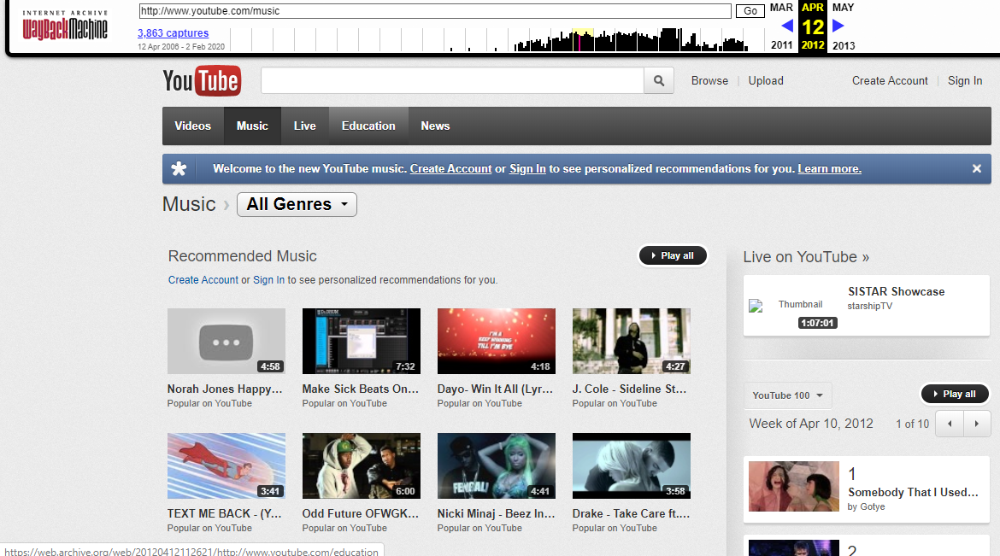 INTERNET ARCHIVE
WayBackMachine
http://www.youtube.com/music
Go
MAR
APR
MAY
3,863 captures
12
12 Apr 2006 - 2 Feb 2020
2011
2012
2013
YouTube
Browse
Upload
Create Account
Sign In
Videos
Music
Live
Education
News
Welcome to the new YouTube music. Create Account or Sign In to see personalized recommendations for you. Learn more.
Music › All Genres
Recommended Music
Play all
Create Account or Sign In to see personalized recommendations for you.
4:58
7:32
4:18
4:27
Norah Jones Happy...
Make Sick Beats On...
Dayo- Win It All (Lyr...
J. Cole - Sideline St...
Popular on YouTube
Popular on YouTube
Popular on YouTube
Popular on YouTube
I'M A
KEEP WINNING
TILL I'M BYE
3:41
6:00
4:41
3:58
TEXT ME BACK - (Y...
Odd Future OFWGK...
Nicki Minaj - Beez In...
Drake - Take Care ft....
Popular on YouTube
Popular on YouTube
Popular on YouTube
Popular on YouTube
Live on YouTube »
Thumbnail
1:07:01
SISTAR Showcase
starshipTV
YouTube 100
Play all
Week of Apr 10, 2012
1 of 10
1
Somebody That I Used...
by Gotye
2
https://web.archive.org/web/20120412112621/http://www.youtube.com/education